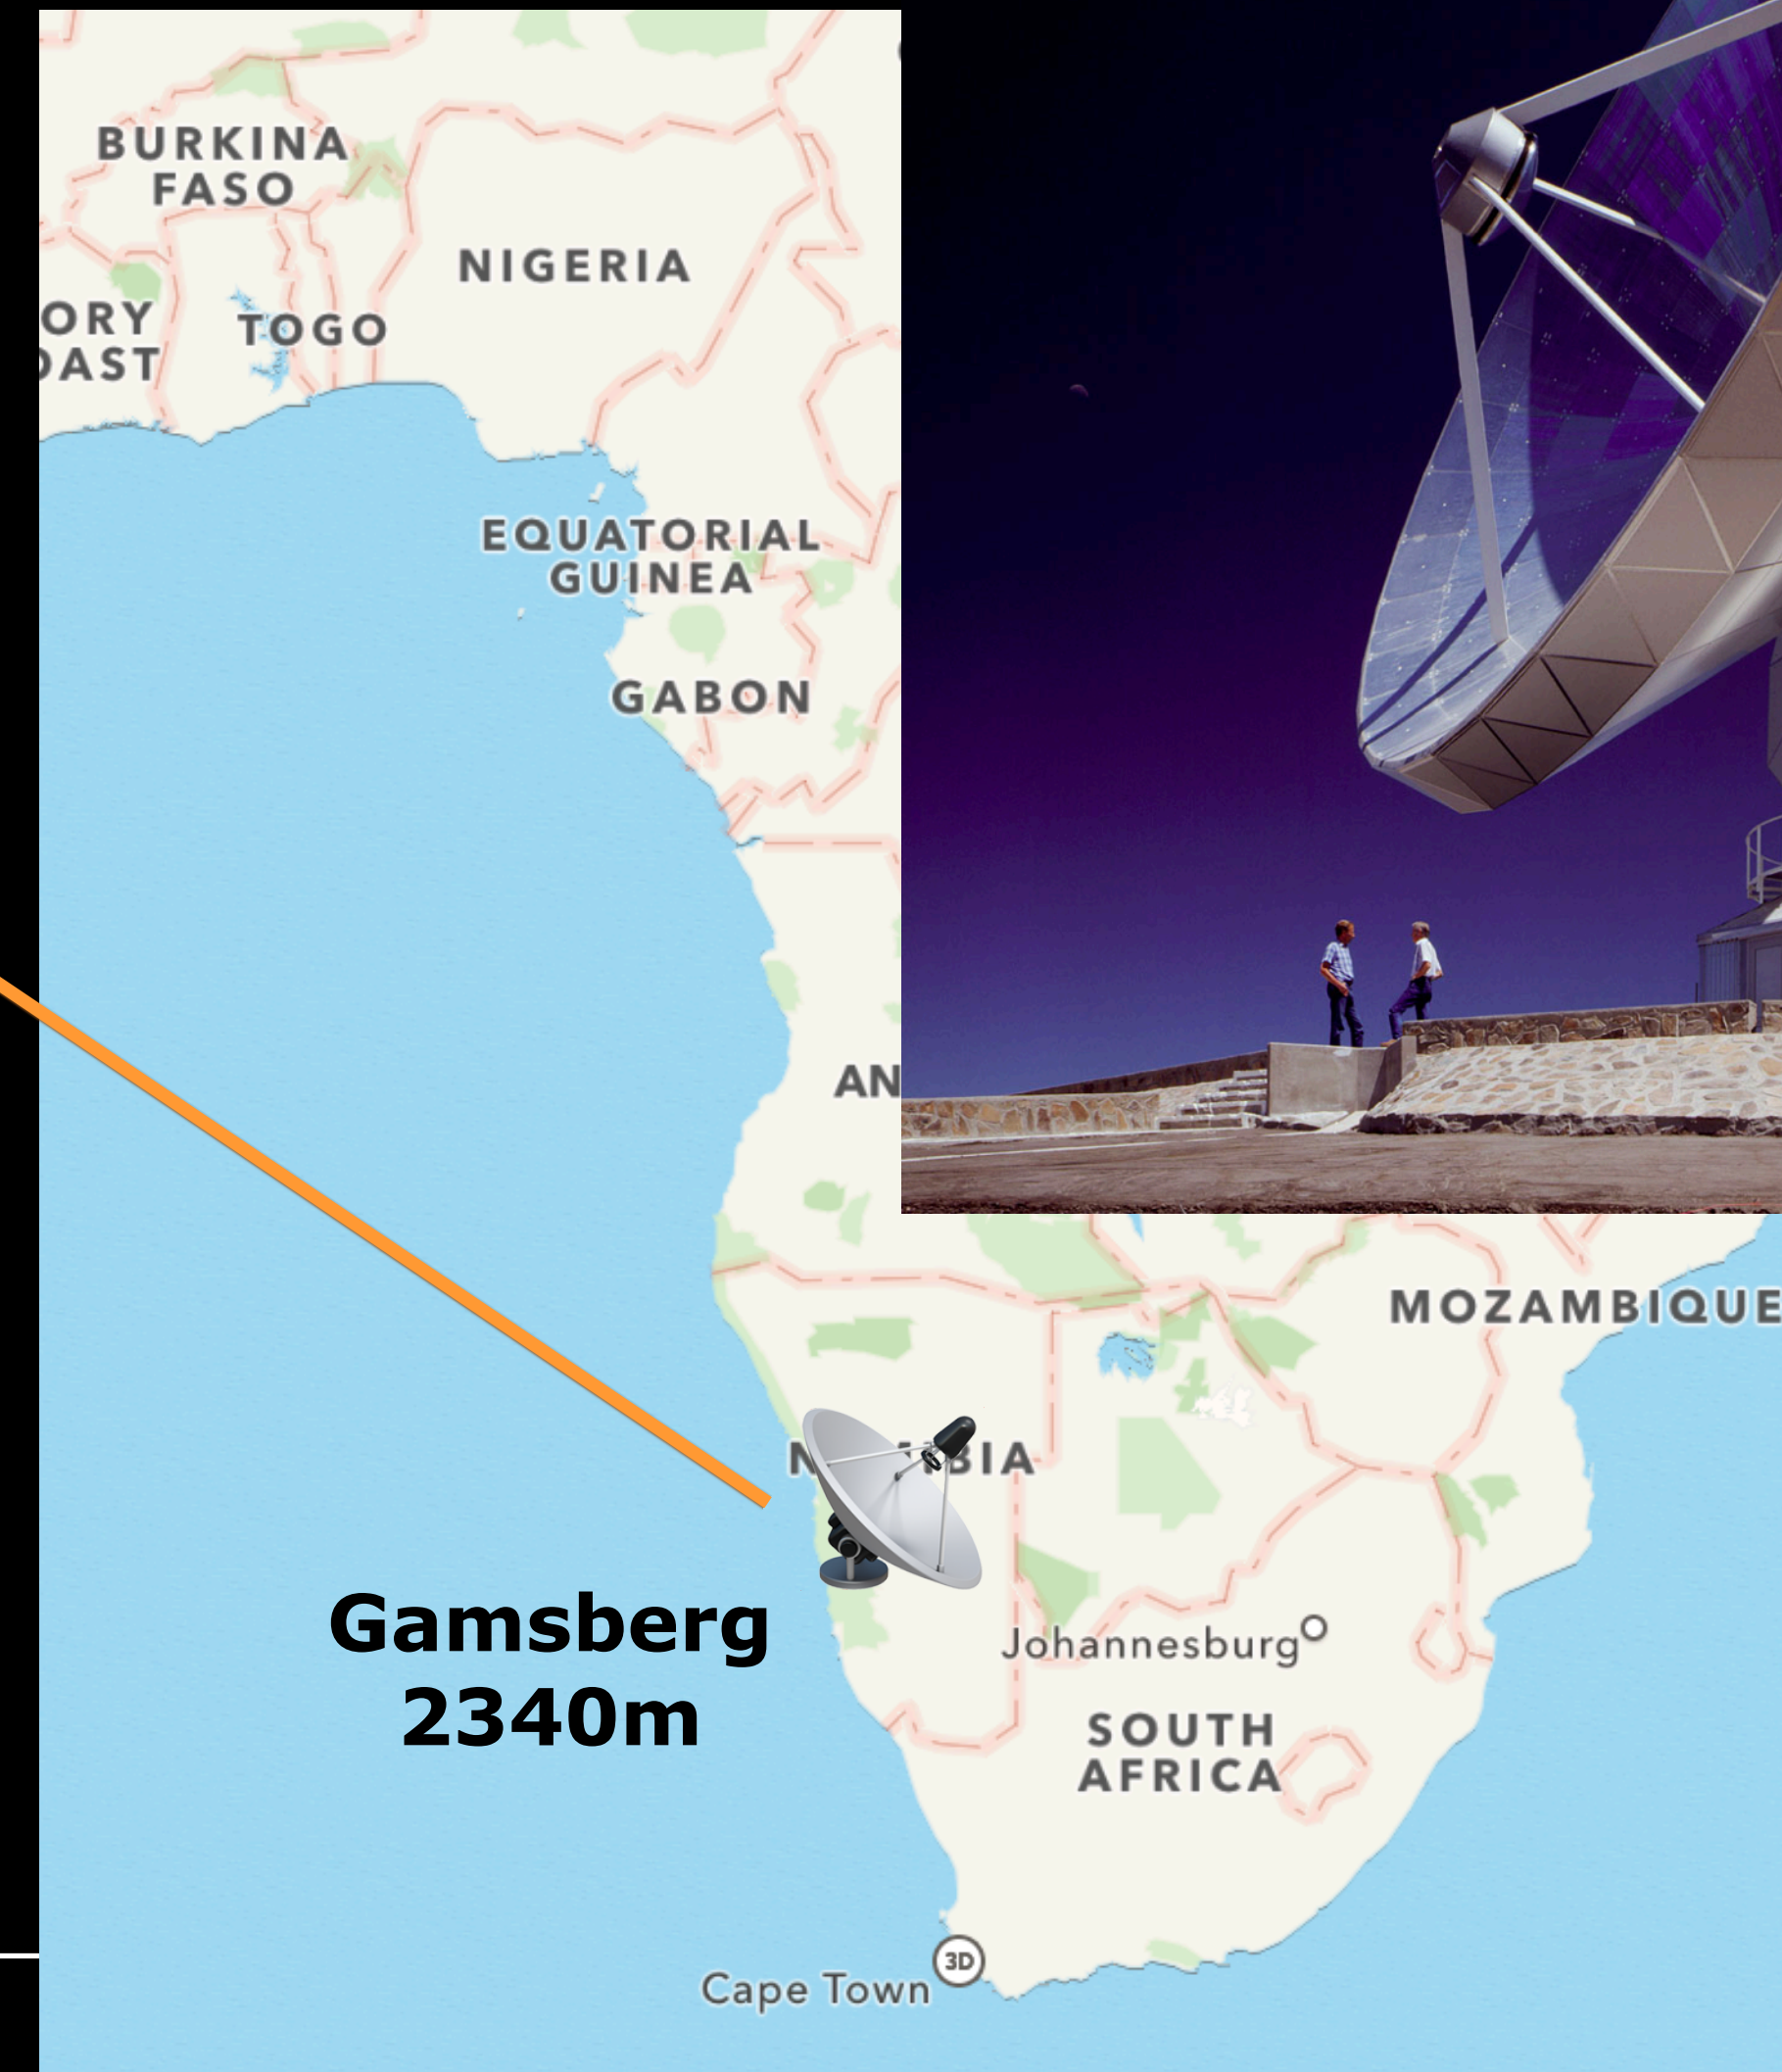 BURKINA
FASO
NIGERIA
ORY
OAST
TOGO
EQUATORIAL
GUINEA
GABON
AN
MOZAMBIQUE
NAMIBIA
Gamsberg
2340m
Johannesburg
SOUTH
AFRICA
3D
Cape Town